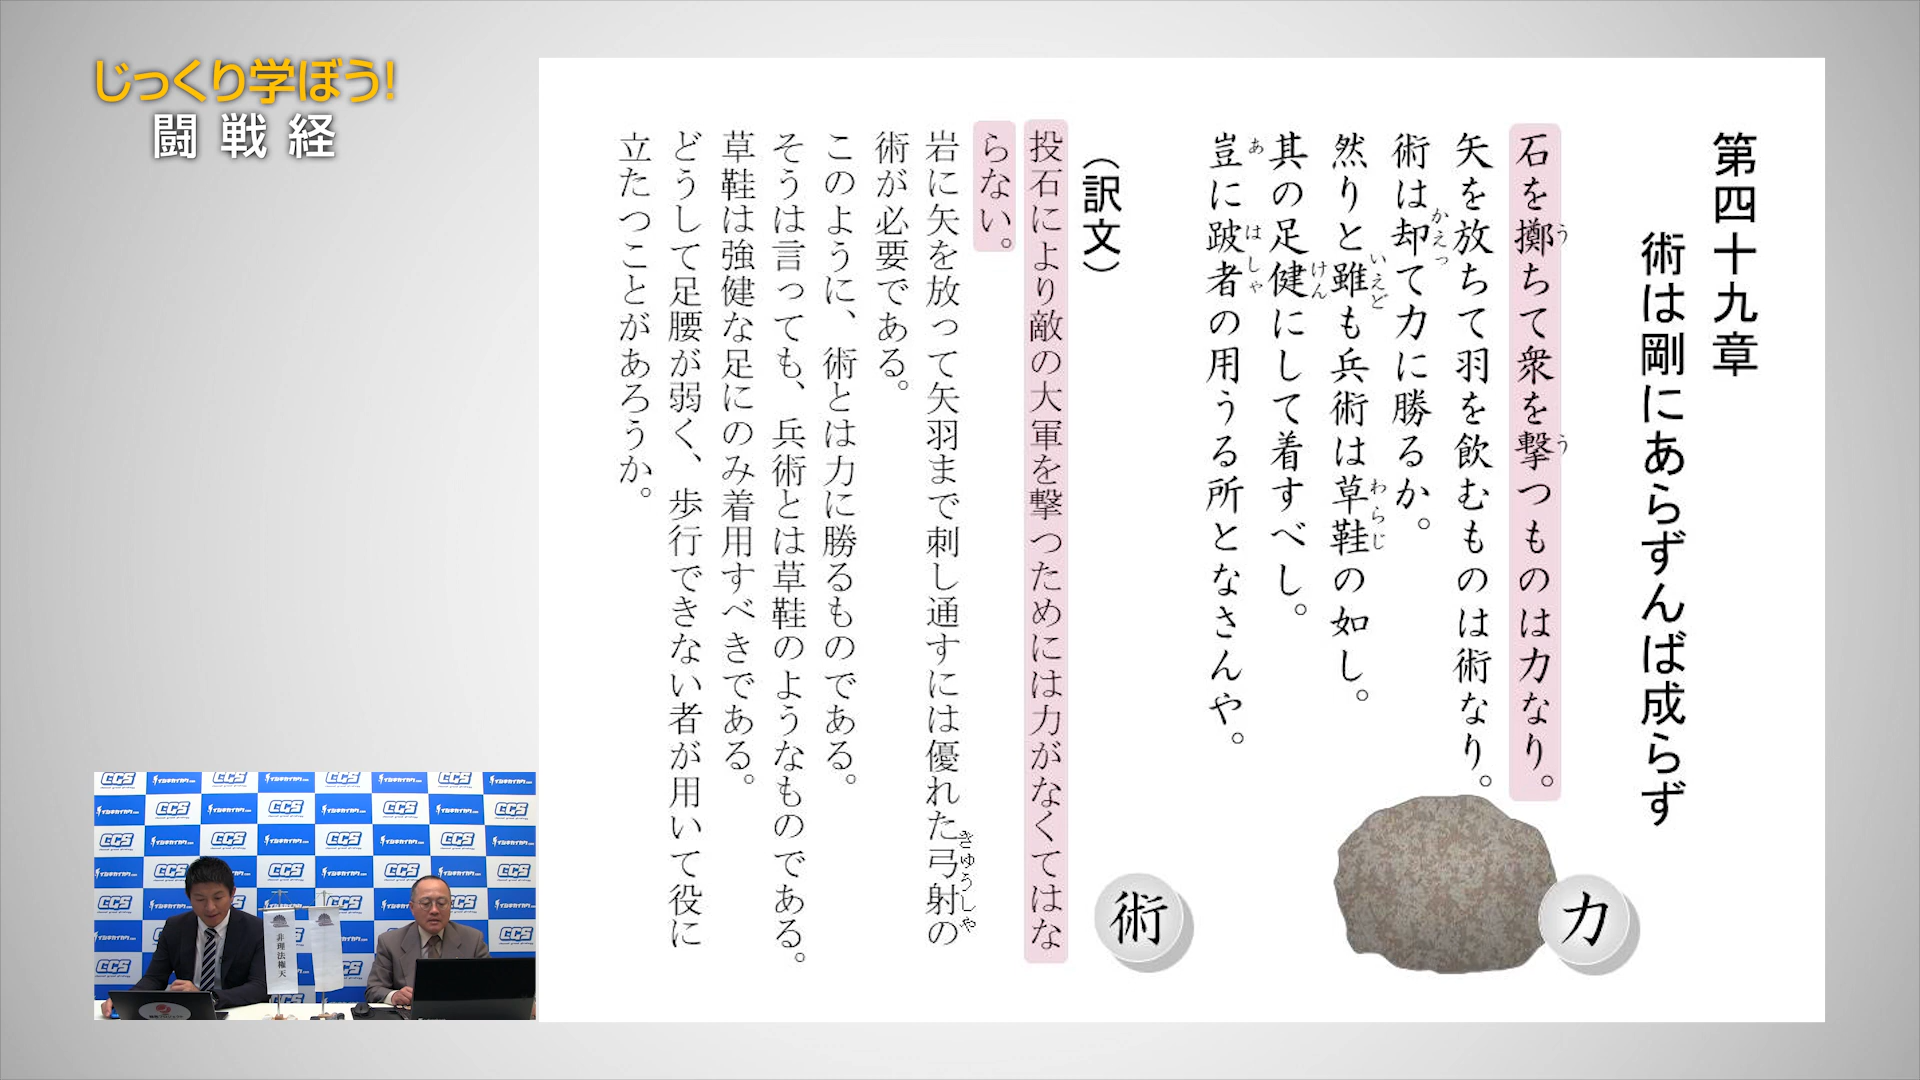 じっくり学ぼう!
闘戦経
第四十九章
術は剛にあらずんば成らず
石を擲ちて衆を撃つものは力なり。
矢を放ちて羽を飲むものは術なり。
術は却て力に勝るか。
然りと雖も兵術は草鞋の如し。
其の足健にして着すべし。
豈に跛者の用うる所となさんや。
(訳文)
投石により敵の大軍を撃つためには力がなくてはな
らない。
岩に矢を放って矢羽まで刺し通すには優れた弓射の
術が必要である。
このように、術とは力に勝るものである。
そうは言っても、兵術とは草鞋のようなものである。
草鞋は強健な足にのみ着用すべきである。
どうして足腰が弱く、歩行できない者が用いて役に
立たつことがあろうか。
力
術
CGS
非理法権天